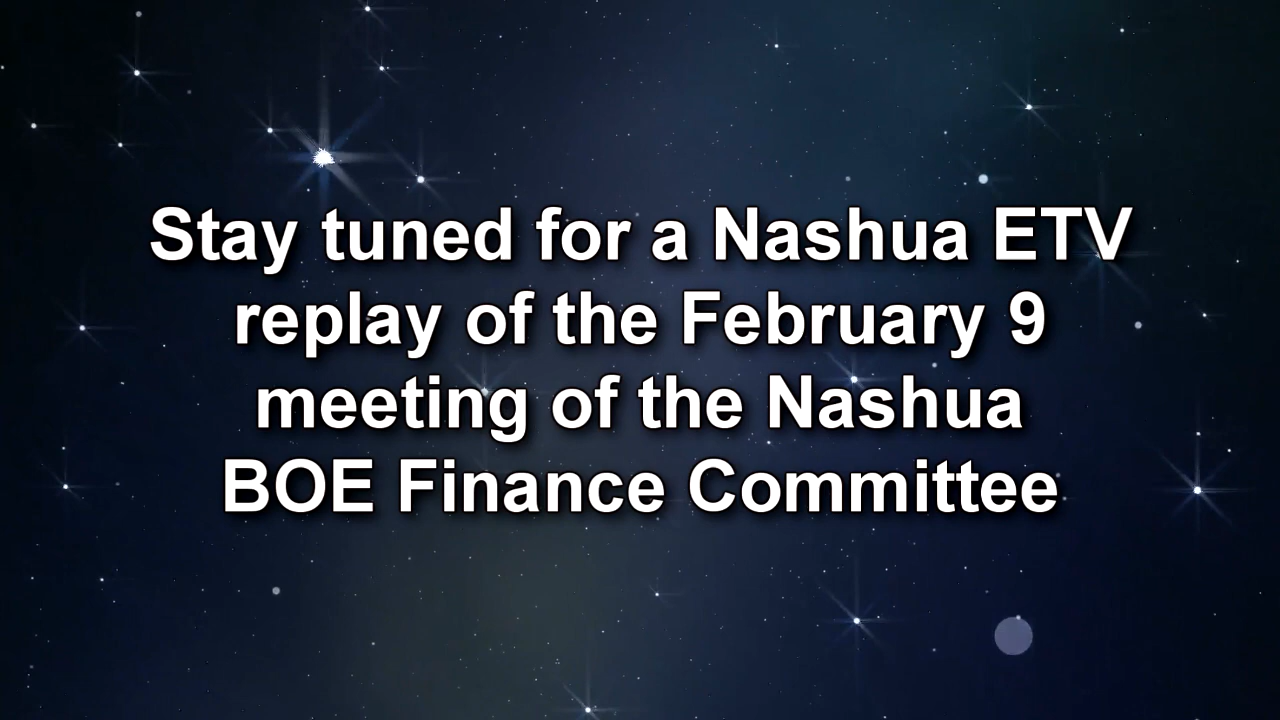 Stay tuned for a Nashua ETV
replay of the February 9
meeting of the Nashua
BOE Finance Committee